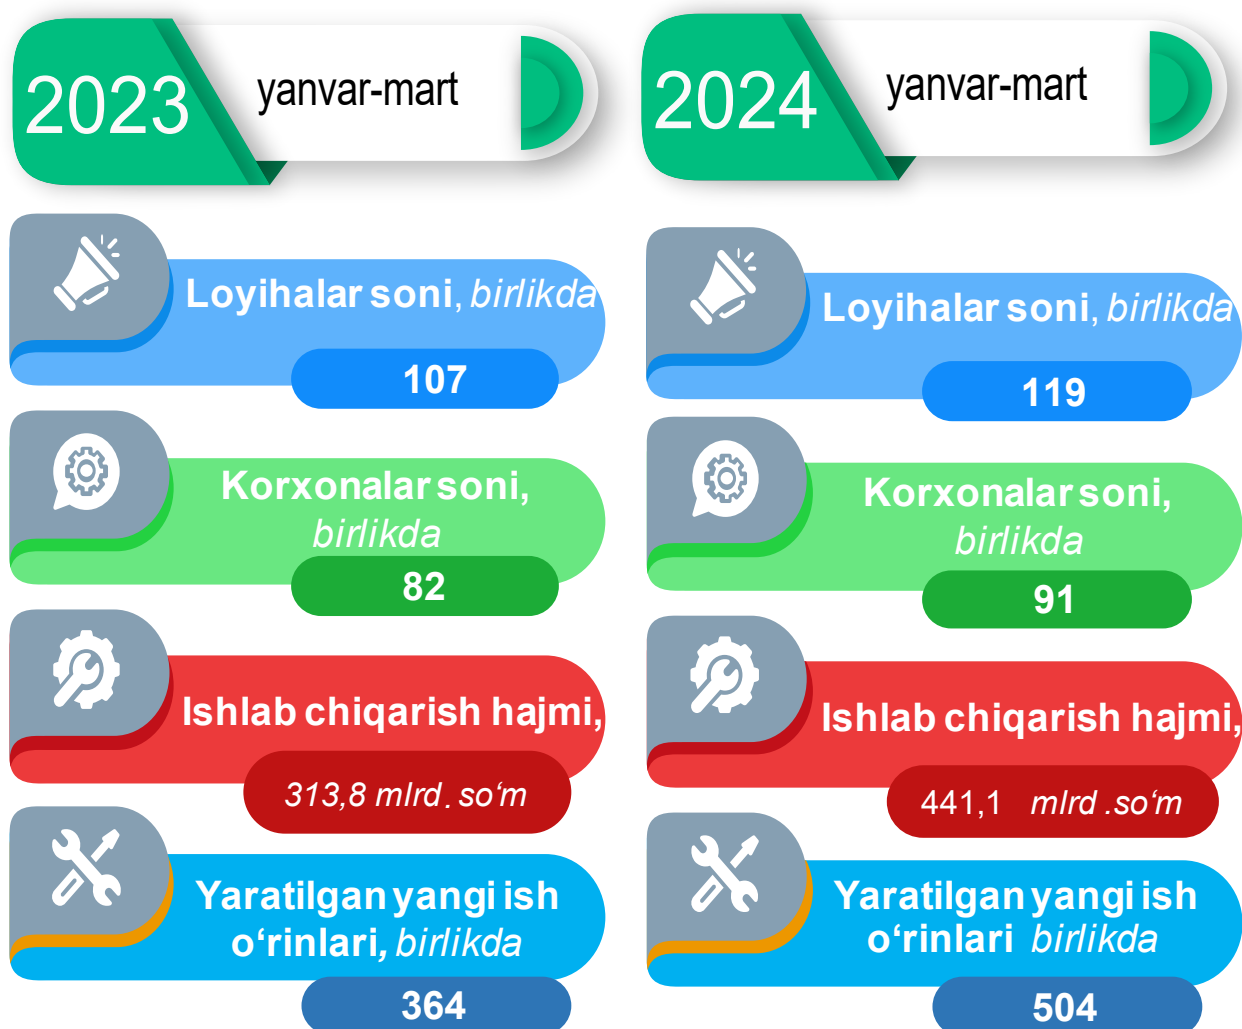 2023
yanvar-mart
Loyihalar soni, birlikda
107
Korxonalar soni,
birlikda
82
Ishlab chiqarish hajmi,
313,8 mlrd. so‘m
Yaratilgan yangi ish
o‘rinlari, birlikda
364
2024
yanvar-mart
Loyihalar soni, birlikda
119
Korxonalar soni,
birlikda
91
Ishlab chiqarish hajmi,
441,1 mlrd .so‘m
Yaratilgan yangi ish
o‘rinlari birlikda
504